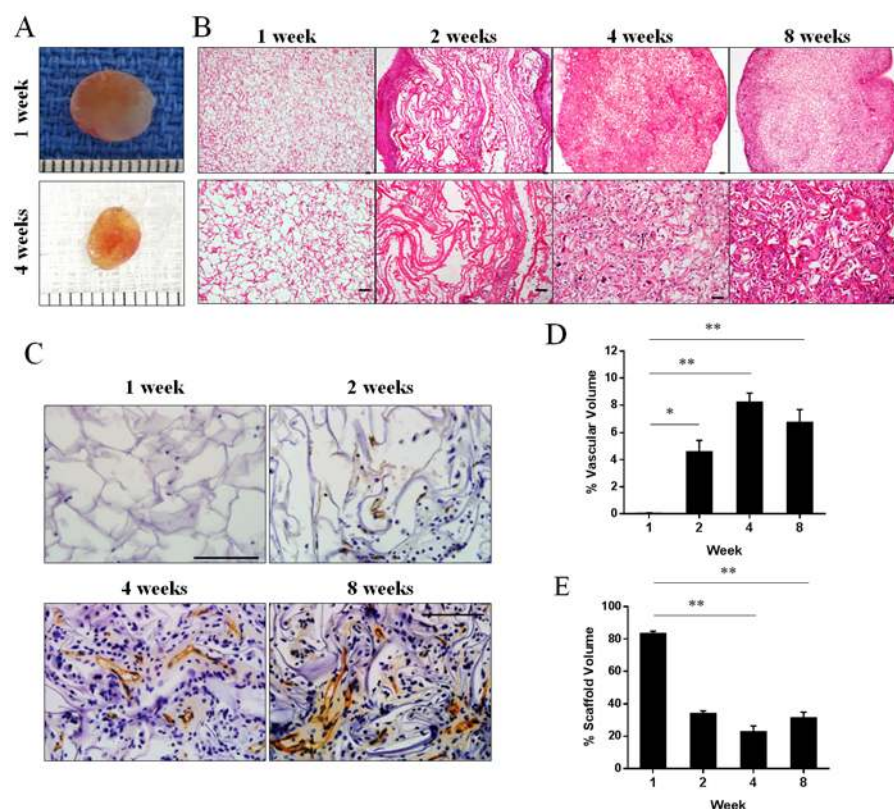 A
1 week
4 weeks
B
1 week
2 weeks
4 weeks
8 weeks
C
1 week
2 weeks
4 weeks
8 weeks
D
**
**
*
12
10
8
6
4
2
0
% Vascular Volume
1 2 4 8
Week
E
**
**
100
80
60
40
20
0
% Scaffold Volume
1 2 4 8
Week